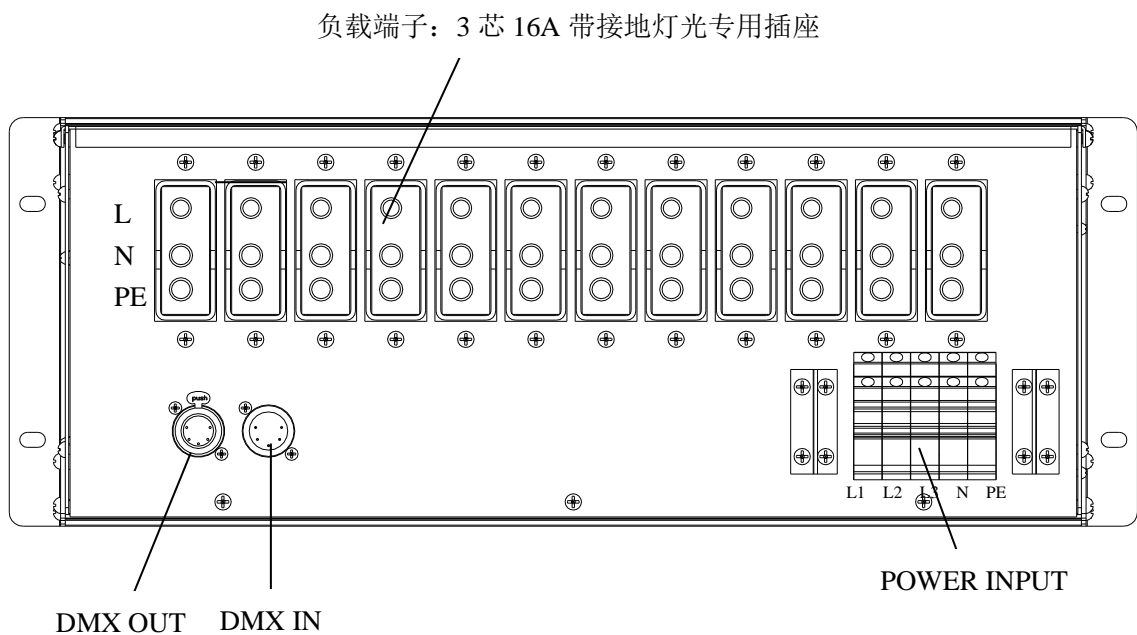 负载端子：3 芯 16A 带接地灯光专用插座
L
N
PE
push
L1 L2 L3 N PE
POWER INPUT
DMX OUT DMX IN